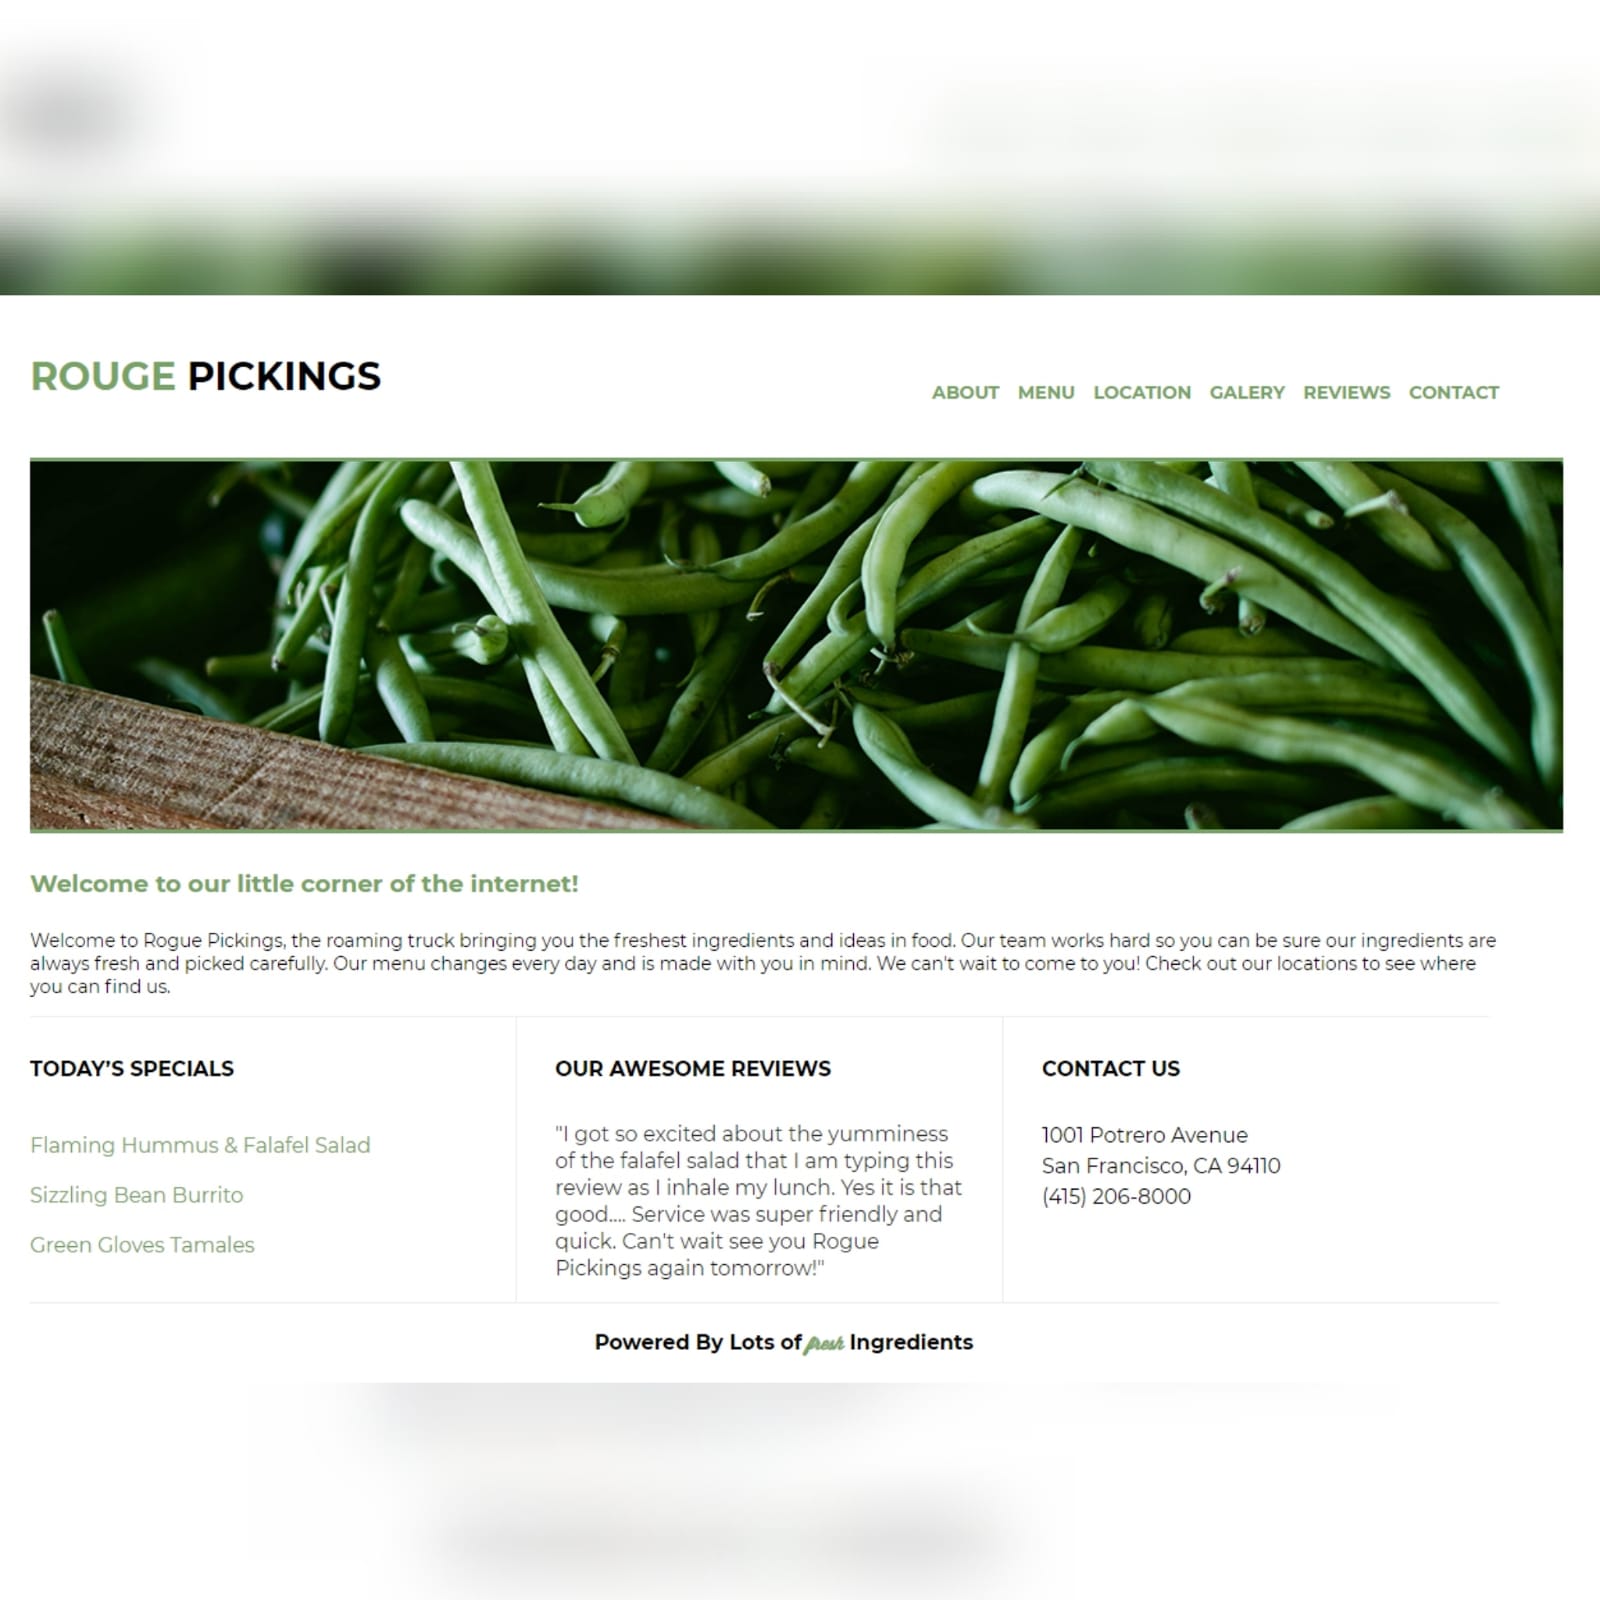 ROUGE PICKINGS
ABOUT MENU LOCATION GALERY REVIEWS CONTACT
Welcome to our little corner of the internet!
Welcome to Rogue Pickings, the roaming truck bringing you the freshest ingredients and ideas in food. Our team works hard so you can be sure our ingredients are
always fresh and picked carefully. Our menu changes every day and is made with you in mind. We can't wait to come to you! Check out our locations to see where
you can find us.
TODAY’S SPECIALS
Flaming Hummus & Falafel Salad
Sizzling Bean Burrito
Green Gloves Tamales
OUR AWESOME REVIEWS
"I got so excited about the yumminess
of the falafel salad that I am typing this
review as I inhale my lunch. Yes it is that
good.... Service was super friendly and
quick. Can't wait see you Rogue
Pickings again tomorrow!"
CONTACT US
1001 Potrero Avenue
San Francisco, CA 94110
(415) 206-8000
Powered By Lots of fresh Ingredients